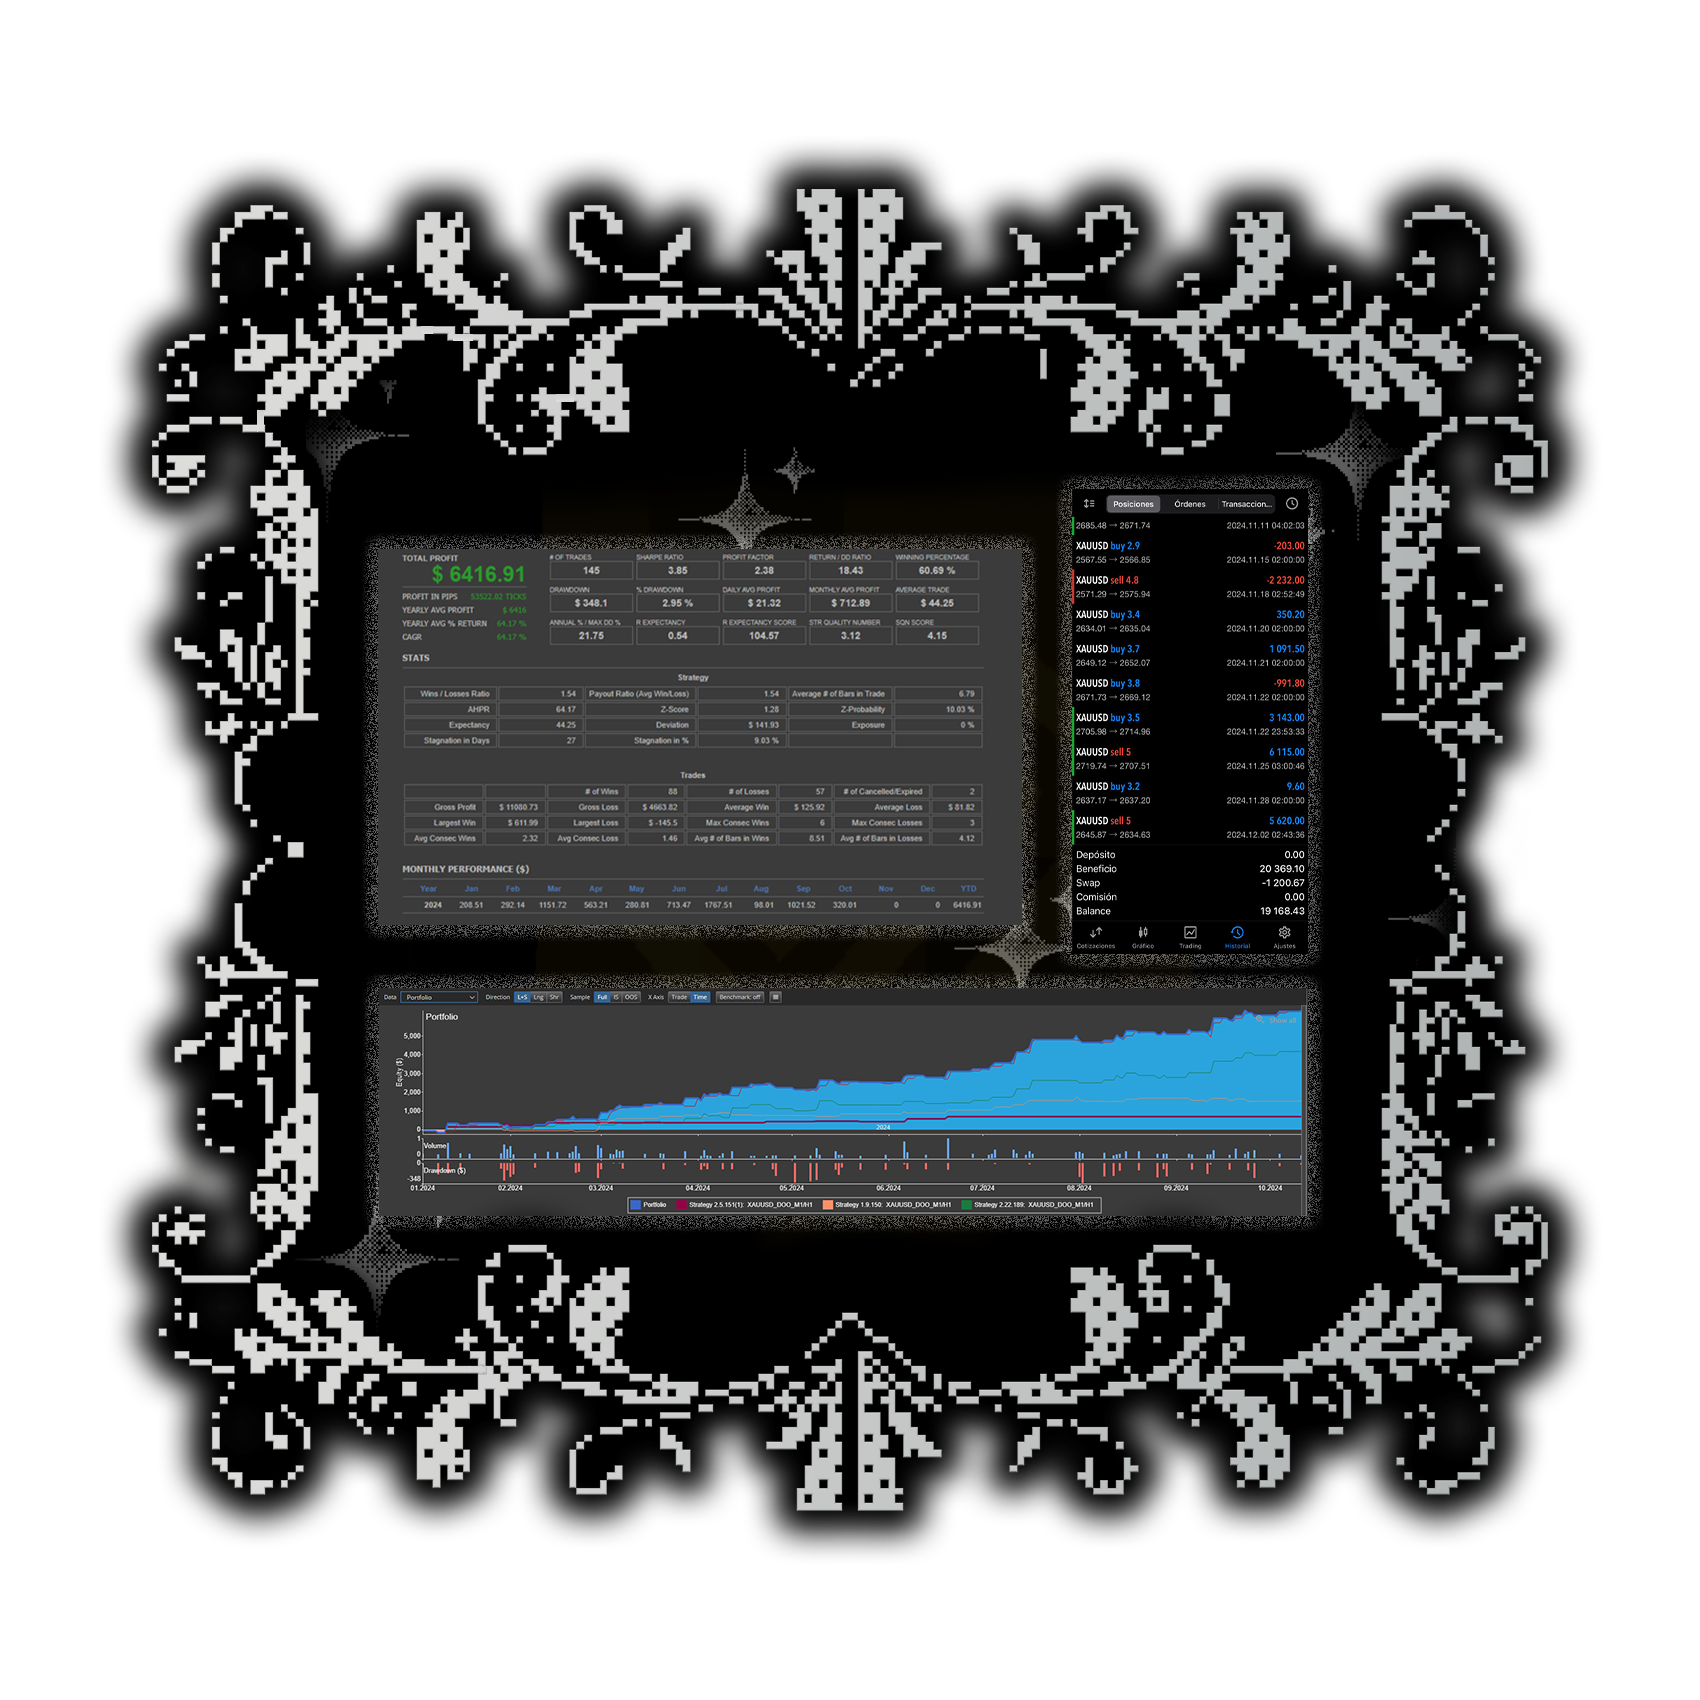 TOTAL PROFIT
$ 6416.91
PROFIT IN PIPS 53522.02 TICKS
YEARLY AVG PROFIT $ 6416
YEARLY AVG % RETURN 64.17 %
CAGR 64.17 %
# OF TRADES SHARPE RATIO PROFIT FACTOR RETURN / DD RATIO WINNING PERCENTAGE
145 3.85 2.38 18.43 60.69 %
DRAWDOWN % DRAWDOWN DAILY AVG PROFIT MONTHLY AVG PROFIT AVERAGE TRADE
$ 348.1 2.95 % $ 21.32 $ 712.89 $ 44.25
ANNUAL % / MAX DD % R EXPECTANCY R EXPECTANCY SCORE STR QUALITY NUMBER SQN SCORE
21.75 0.54 104.57 3.12 4.15
STATS
Strategy
Wins / Losses Ratio 1.54 Payout Ratio (Avg Win/Loss) 1.54 Average # of Bars in Trade 6.79
AHPR 64.17 Z-Score 1.28 Z-Probability 10.03 %
Expectancy 44.25 Deviation $ 141.93 Exposure 0 %
Stagnation in Days 27 Stagnation in % 9.03 %
Trades
# of Wins 88 # of Losses 57 # of Cancelled/Expired 2
Gross Profit $ 11080.73 Gross Loss $ 4663.82 Average Win $ 125.92 Average Loss $ 81.82
Largest Win $ 611.99 Largest Loss $ -145.5 Max Consec Wins 6 Max Consec Losses 3
Avg Consec Wins 2.32 Avg Consec Loss 1.46 Avg # of Bars in Wins 8.51 Avg # of Bars in Losses 4.12
MONTHLY PERFORMANCE ($)
Year Jan Feb Mar Apr May Jun Jul Aug Sep Oct Nov Dec YTD
2024 208.51 292.14 1151.72 563.21 280.81 713.47 1767.51 98.01 1021.52 320.01 0 0 6416.91
Posiciones Órdenes Transaccion...
2685.48 → 2671.74 2024.11.11 04:02:03
XAUUSD buy 2.9 -203.00
2567.55 → 2566.85 2024.11.15 02:00:00
XAUUSD sell 4.8 -2 232.00
2571.29 → 2575.94 2024.11.18 02:52:49
XAUUSD buy 3.4 350.20
2634.01 → 2635.04 2024.11.20 02:00:00
XAUUSD buy 3.7 1 091.50
2649.12 → 2652.07 2024.11.21 02:00:00
XAUUSD buy 3.8 -991.80
2671.73 → 2669.12 2024.11.22 02:00:00
XAUUSD buy 3.5 3 143.00
2705.98 → 2714.96 2024.11.22 23:53:33
XAUUSD sell 5 6 115.00
2719.74 → 2707.51 2024.11.25 03:00:46
XAUUSD buy 3.2 9.60
2637.17 → 2637.20 2024.11.28 02:00:00
XAUUSD sell 5 5 620.00
2645.87 → 2634.63 2024.12.02 02:43:36
Depósito 0.00
Beneficio 20 369.10
Swap -1 200.67
Comisión 0.00
Balance 19 168.43
Cotizaciones Gráfico Trading Historial Ajustes
Data Portfolio Direction L+S Lng Shr Sample Full IS OOS X Axis Trade Time Benchmark: off
Portfolio
Show all
Equity ($)
5,000
4,000
3,000
2,000
1,000
0
2024
1
Volume
0
0
Drawdown ($)
-348
01.2024 02.2024 03.2024 04.2024 05.2024 06.2024 07.2024 08.2024 09.2024 10.2024
Portfolio Strategy 2.5.151(1): XAUUSD_DOO_M1/H1 Strategy 1.9.150: XAUUSD_DOO_M1/H1 Strategy 2.22.189: XAUUSD_DOO_M1/H1